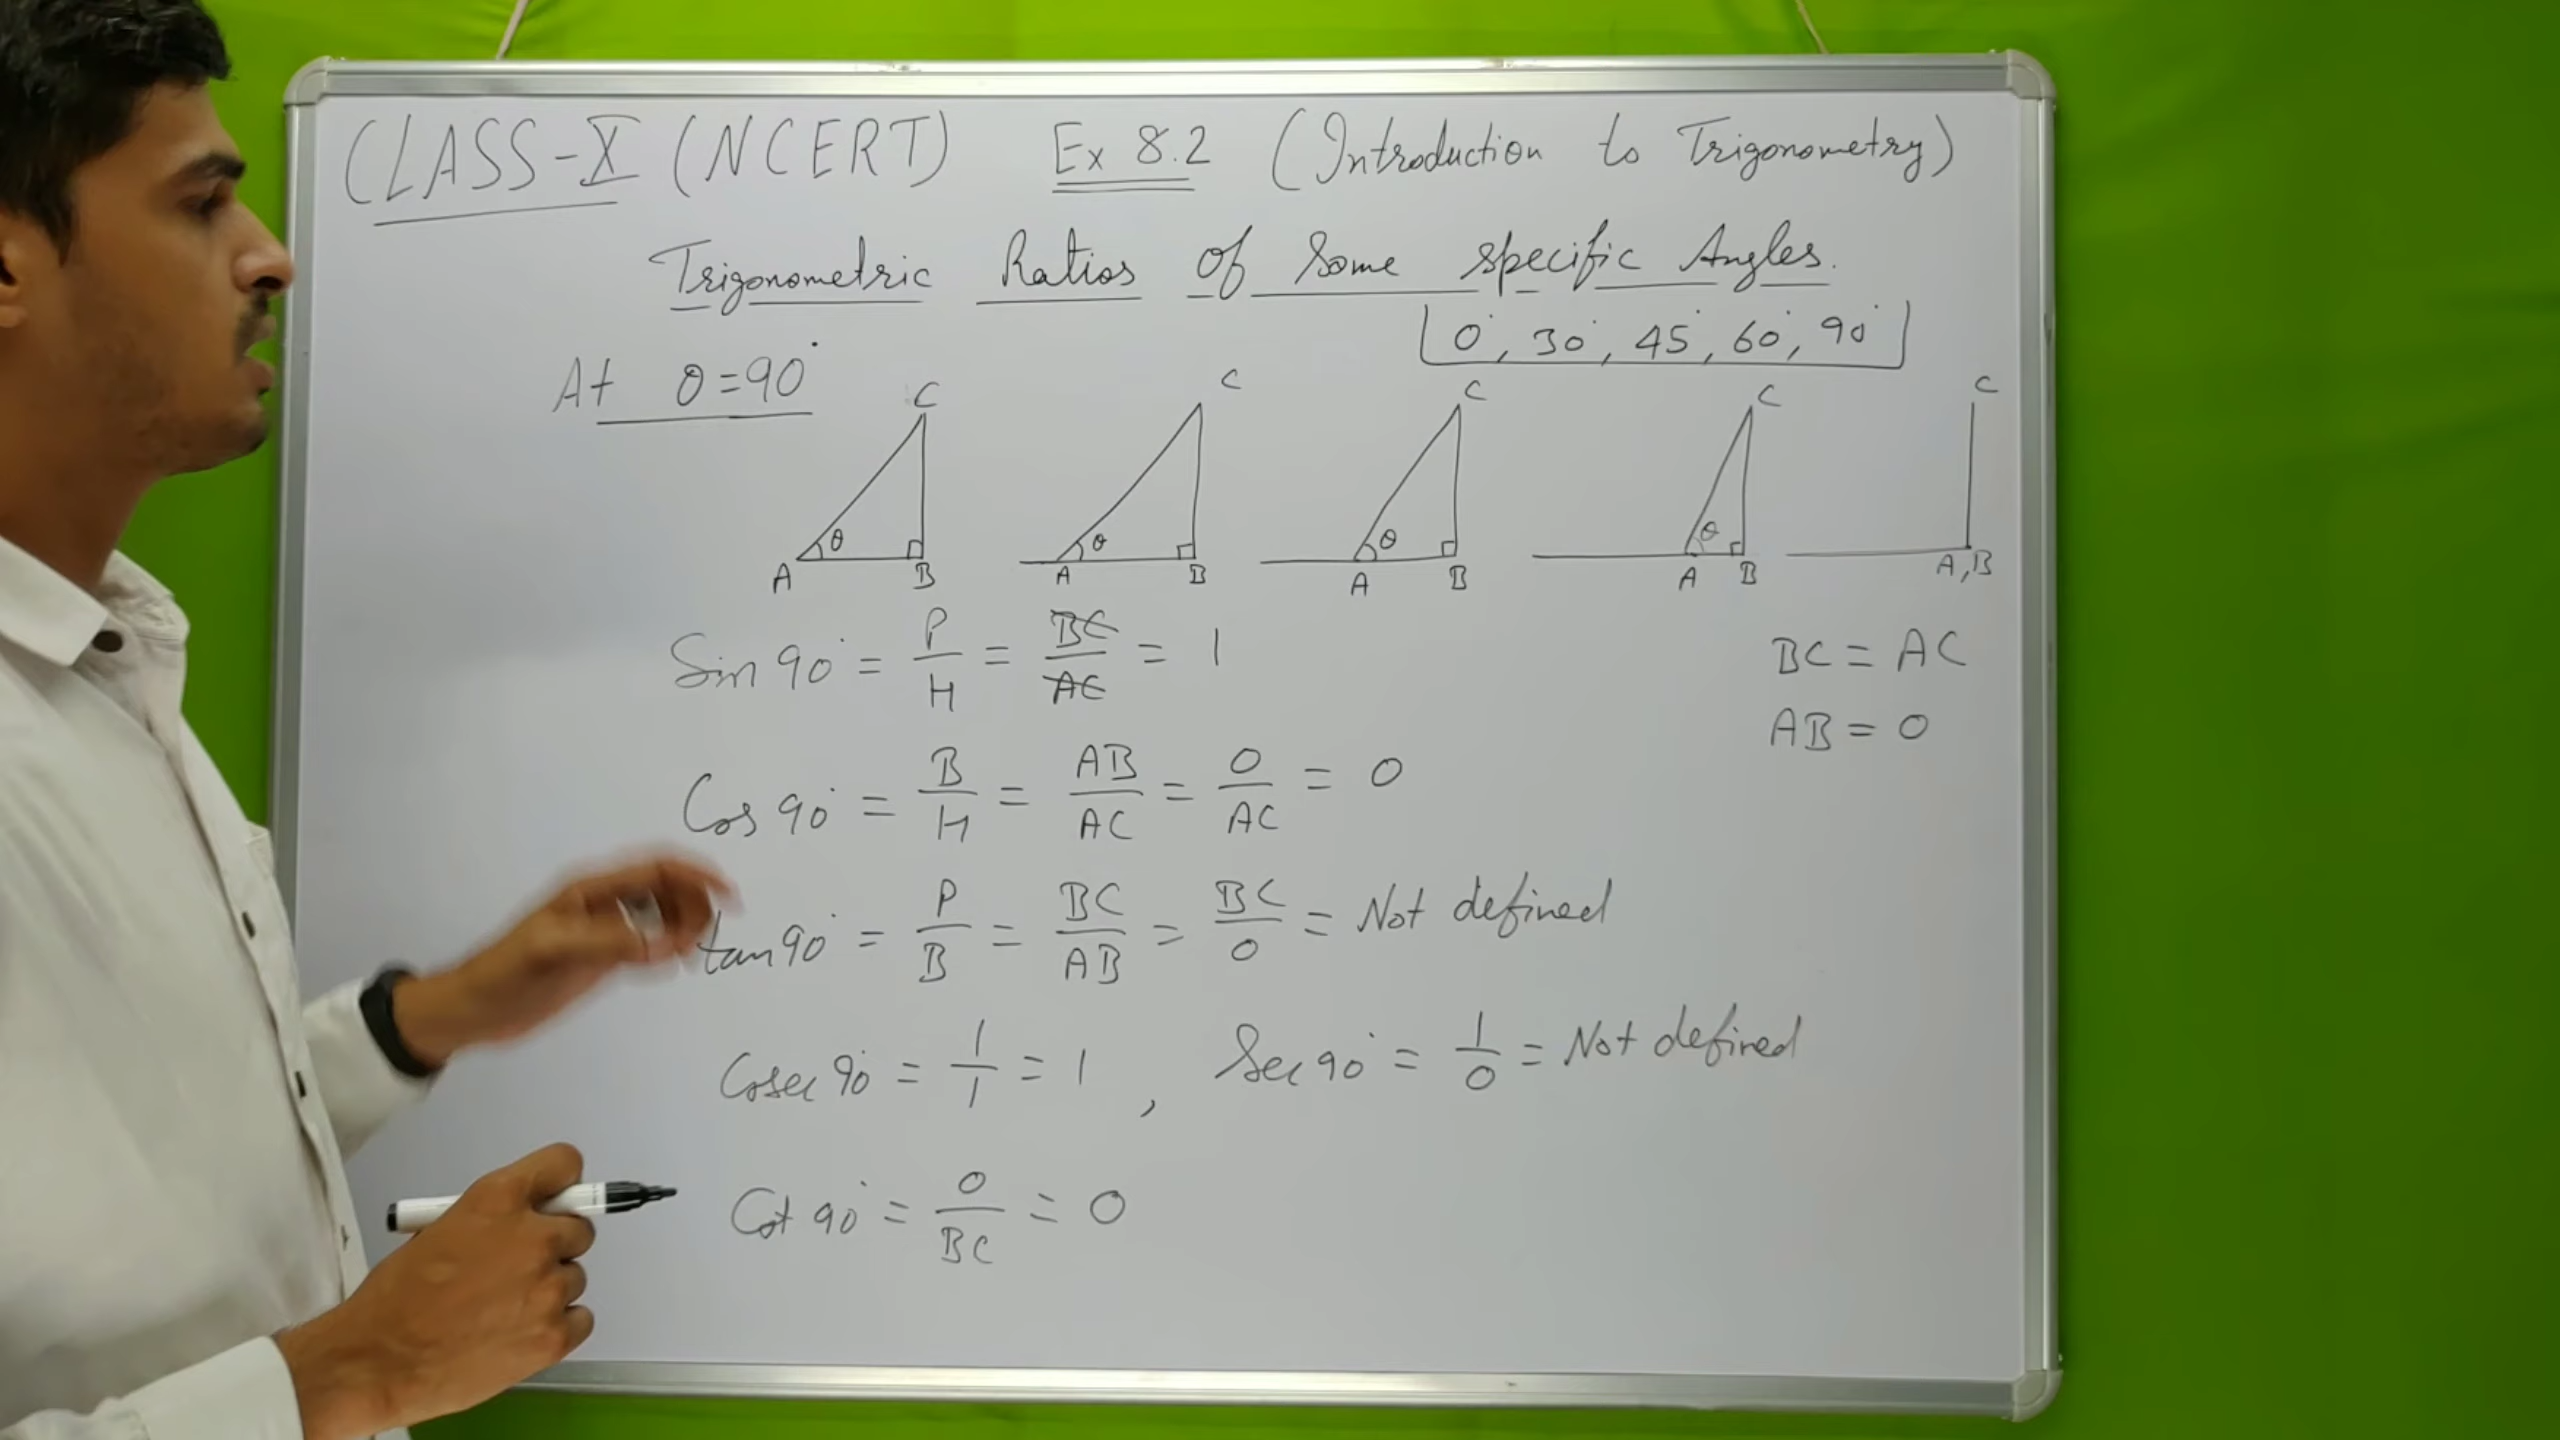 CLASS-X (NCERT) Ex 8.2 (Introduction to Trigonometry)
Trigonometric Ratios Of Some specific Angles.
0°, 30°, 45°, 60°, 90°
At θ=90°
C C C C C
θ θ θ θ
A B A B A B A B A,B
Sin 90° = P/H = BC/AC = 1
BC = AC
AB = 0
Cos 90° = B/H = AB/AC = 0/AC = 0
tan 90° = P/B = BC/AB = BC/0 = Not defined
Cosec 90° = 1/1 = 1 , Sec 90° = 1/0 = Not defined
Cot 90° = 0/BC = 0